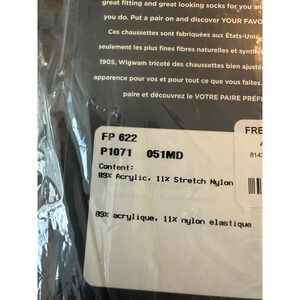 great fitting and great looking socks for you an
you do. Put a pair on and discover YOUR FAVO
Ces chaussettes sont fabriquées aux États-Unis
seulement les plus fines fibres naturelles et synthé
1905, Wigwam tricoté des chaussettes bien ajusté
apparence pour vos et pour tout ce que vous faites.
paire et découvrez le VOTRE PAIRE PRÉF
FP 622
P1071 051MD
Content:
89% Acrylic, 11% Stretch Nylon
89% acrylique, 11% nylon elastique
FRE
4
8143